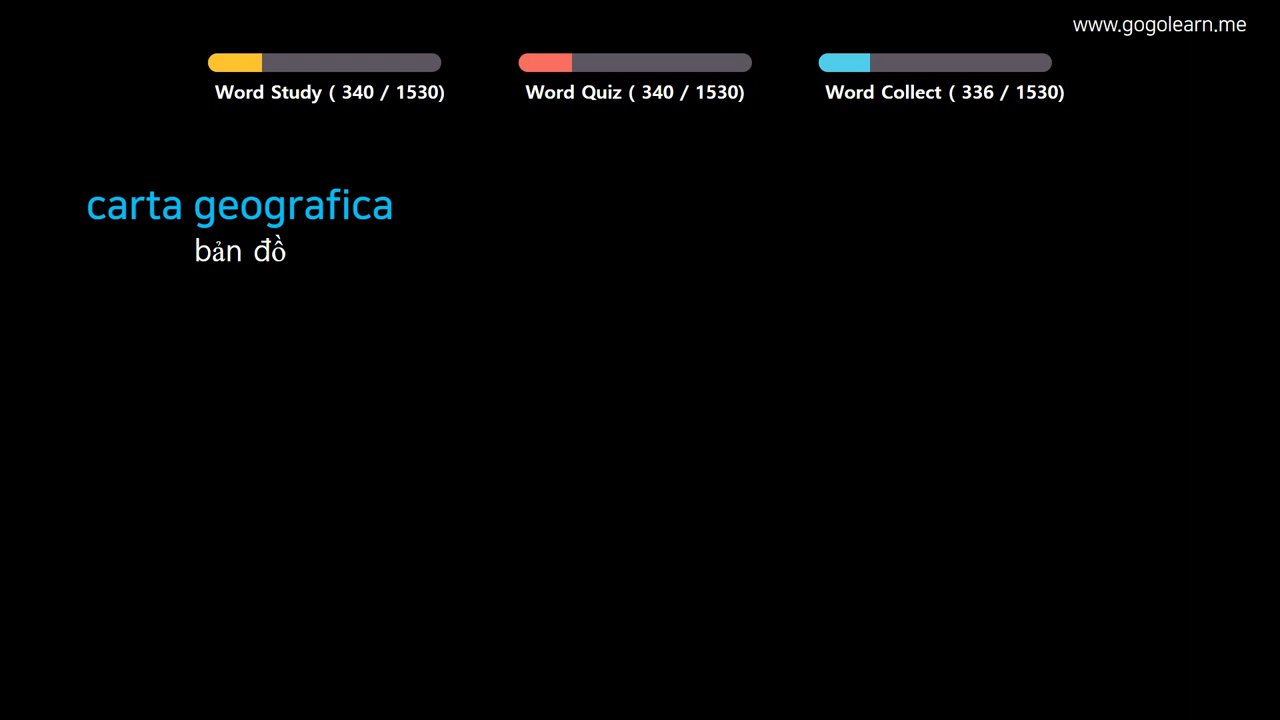 www.gogolearn.me
Word Study ( 340 / 1530)
Word Quiz ( 340 / 1530)
Word Collect ( 336 / 1530)
carta geografica
bản đồ